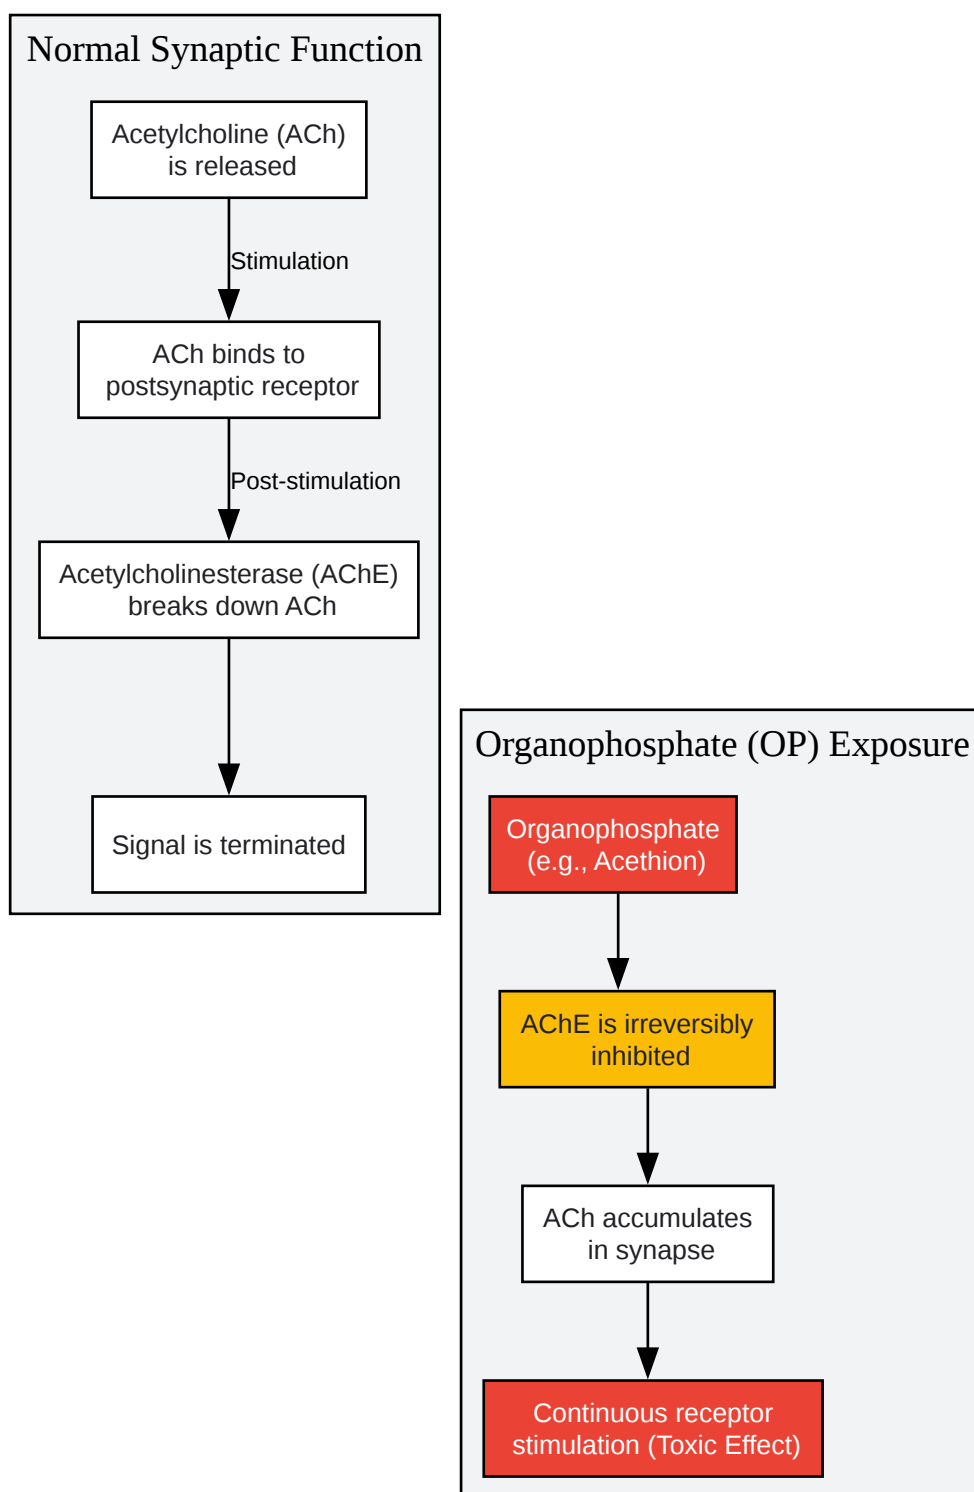 Normal Synaptic Function
Acetylcholine (ACh)
is released
Stimulation
ACh binds to
postsynaptic receptor
Post-stimulation
Acetylcholinesterase (AChE)
breaks down ACh
Signal is terminated
Organophosphate (OP) Exposure
Organophosphate
(e.g., Acethion)
AChE is irreversibly
inhibited
ACh accumulates
in synapse
Continuous receptor
stimulation (Toxic Effect)